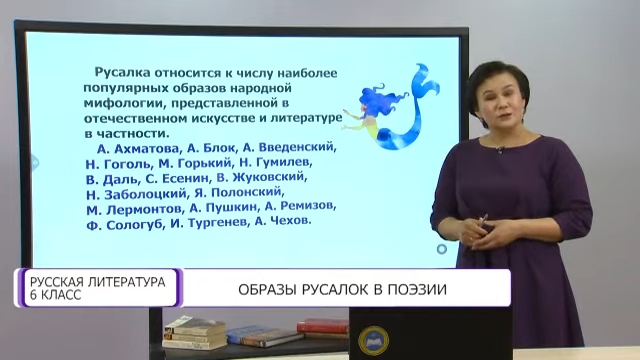 Русалка относится к числу наиболее
популярных образов народной
мифологии, представленной в
отечественном искусстве и литературе
в частности.
А. Ахматова, А. Блок, А. Введенский,
Н. Гоголь, М. Горький, Н. Гумилев,
В. Даль, С. Есенин, В. Жуковский,
Н. Заболоцкий, Я. Полонский,
М. Лермонтов, А. Пушкин, А. Ремизов,
Ф. Сологуб, И. Тургенев, А. Чехов.
РУССКАЯ ЛИТЕРАТУРА
6 КЛАСС
ОБРАЗЫ РУСАЛОК В ПОЭЗИИ